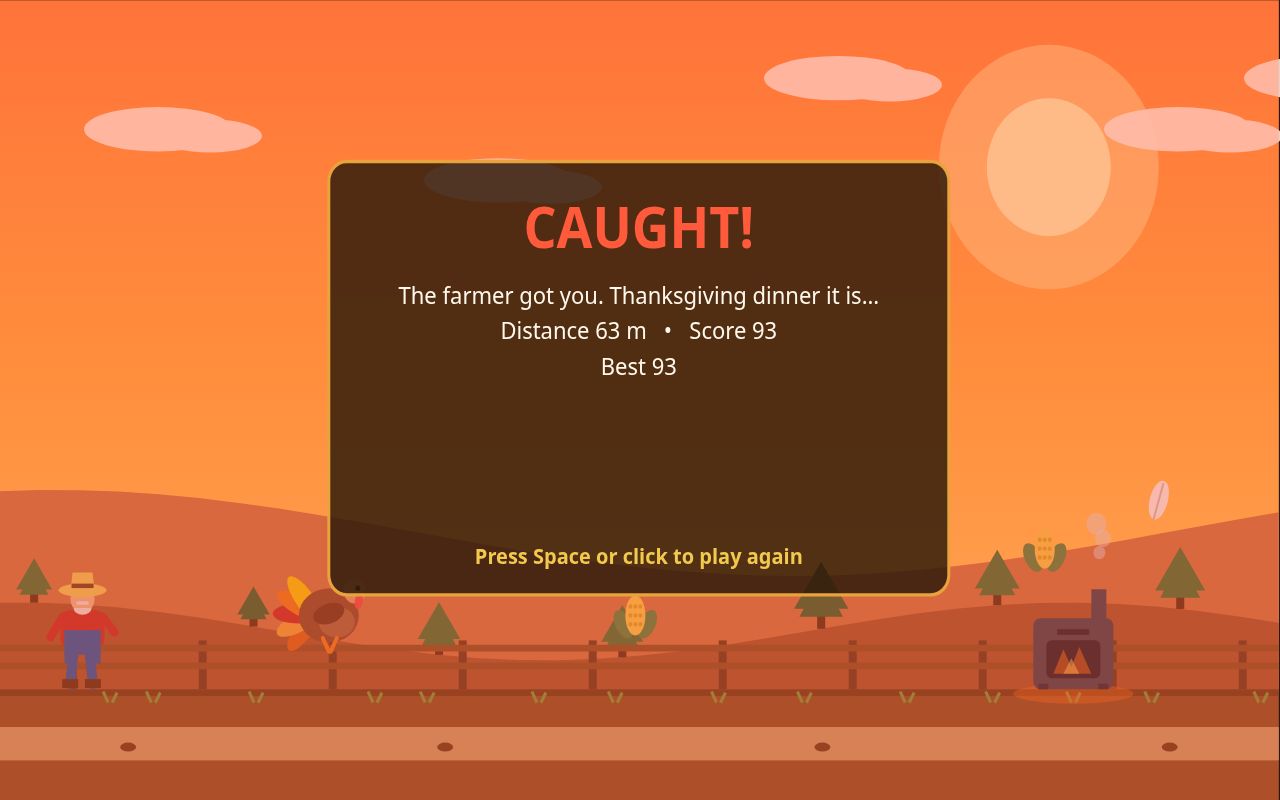 CAUGHT!
The farmer got you. Thanksgiving dinner it is...
Distance 63 m • Score 93
Best 93
Press Space or click to play again